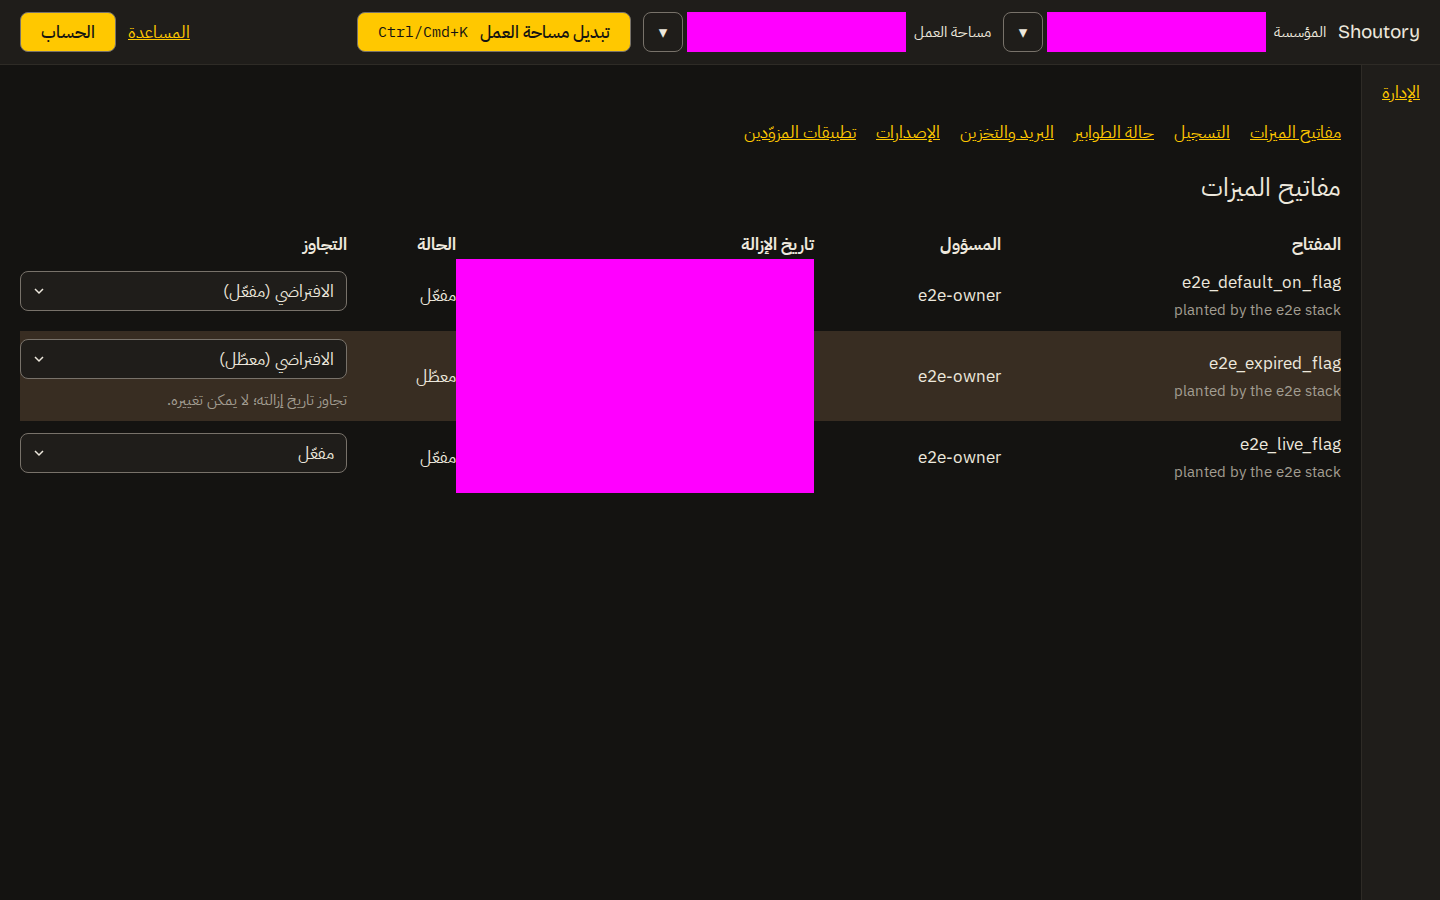 Shoutory المؤسسة ▼ مساحة العمل ▼ تبديل مساحة العمل Ctrl/Cmd+K المساعدة الحساب
الإدارة
مفاتيح الميزات التسجيل حالة الطوابير البريد والتخزين الإصدارات تطبيقات المزوّدين
مفاتيح الميزات
المفتاح المسؤول تاريخ الإزالة الحالة التجاوز
e2e_default_on_flag
planted by the e2e stack
e2e-owner مفعّل الافتراضي (مفعّل)
e2e_expired_flag
planted by the e2e stack
e2e-owner معطّل الافتراضي (معطّل)
تجاوز تاريخ إزالته؛ لا يمكن تغييره.
e2e_live_flag
planted by the e2e stack
e2e-owner مفعّل مفعّل